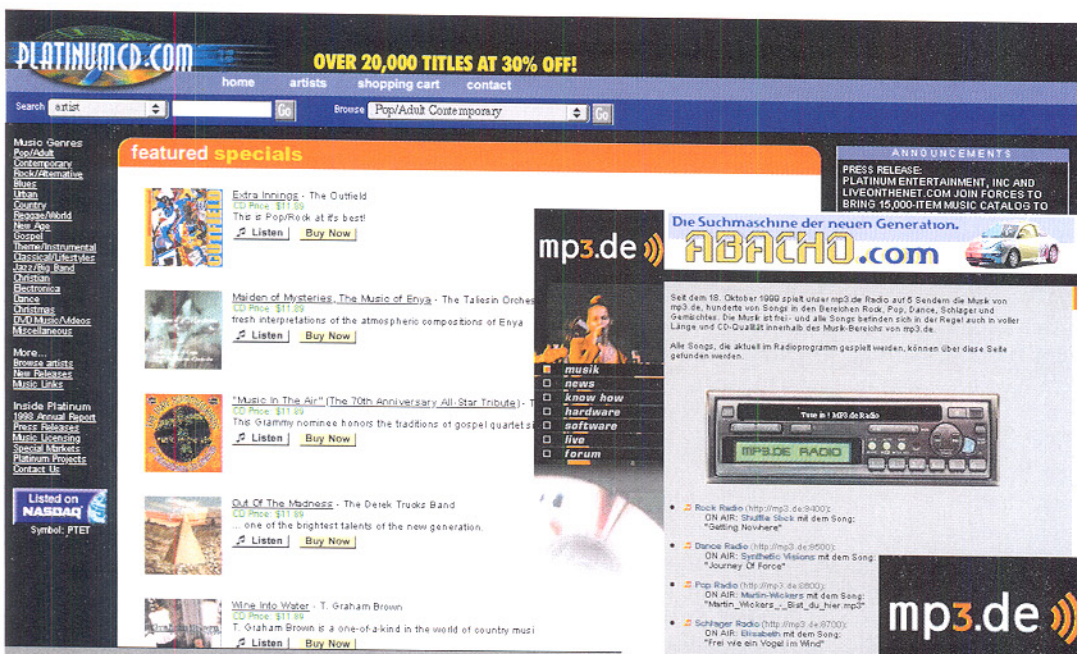 PLATINUMCD.COM
OVER 20,000 TITLES AT 30% OFF!
home artists shopping cart contact
Search artist Go Browse Pop/Adult Contemporary Go
Music Genres
Pop/Adult
Contemporary
Rock/Alternative
Blues
Urban
Country
Reggae/World
New Age
Gospel
Theme/Instrumental
Classical/Lifestyles
Jazz/Big Band
Christian
Electronica
Dance
Christmas
DVD Music/Videos
Miscellaneous
More...
Browse artists
New Releases
Music Links
Inside Platinum
1998 Annual Report
Press Releases
Music Licensing
Special Markets
Platinum Projects
Contact Us
Listed on
NASDAQ
Symbol: PTET
featured specials
Extra Innings - The Outfield
CD Price: $11.89
This is Pop/Rock at it's best!
Listen Buy Now
Maiden of Mysteries, The Music of Enya - The Taliesin Orches
CD Price: $11.89
fresh interpretations of the atmospheric compositions of Enya
Listen Buy Now
"Music In The Air" (The 70th Anniversary All-Star Tribute) - T
CD Price: $11.89
This Grammy nominee honors the traditions of gospel quartet si
Listen Buy Now
Out Of The Madness - The Derek Trucks Band
... one of the brightest talents of the new generation.
Listen Buy Now
Wine Into Water - T. Graham Brown
CD Price: $11.89
T. Graham Brown is a one-of-a-kind in the world of country musi
Listen Buy Now
ANNOUNCEMENTS
PRESS RELEASE:
PLATINUM ENTERTAINMENT, INC AND
LIVEONTHENET.COM JOIN FORCES TO
BRING 15,000-ITEM MUSIC CATALOG TO
mp3.de
musik
news
know how
hardware
software
live
forum
Die Suchmaschine der neuen Generation.
ABACHO.com
Seit dem 18. Oktober 1999 spielt unser mp3.de Radio auf 5 Sendern die Musik von
mp3.de, hunderte von Songs in den Bereichen Rock, Pop, Dance, Schlager und
Gemischtes. Die Musik ist frei - und alle Songs befinden sich in der Regel auch in voller
Länge und CD-Qualität innerhalb des Musik-Bereichs von mp3.de.
Alle Songs, die aktuell im Radioprogramm gespielt werden, können über diese Seite
gefunden werden.
Tune in! MP3.de Radio
MP3.DE RADIO
Rock Radio (http://mp3.de:8400):
ON AIR: Shuffle Stick mit dem Song:
"Getting Nowhere"
Dance Radio (http://mp3.de:8500):
ON AIR: Synthetic Visions mit dem Song:
"Journey Of Force"
Pop Radio (http://mp3.de:8600):
ON AIR: Martin-Wickers mit dem Song:
"Martin_Wickers_-_Bist_du_hier.mp3"
Schlager Radio (http://mp3.de:8700):
ON AIR: Elisabeth mit dem Song:
"Frei wie ein Vogel im Wind"
mp3.de